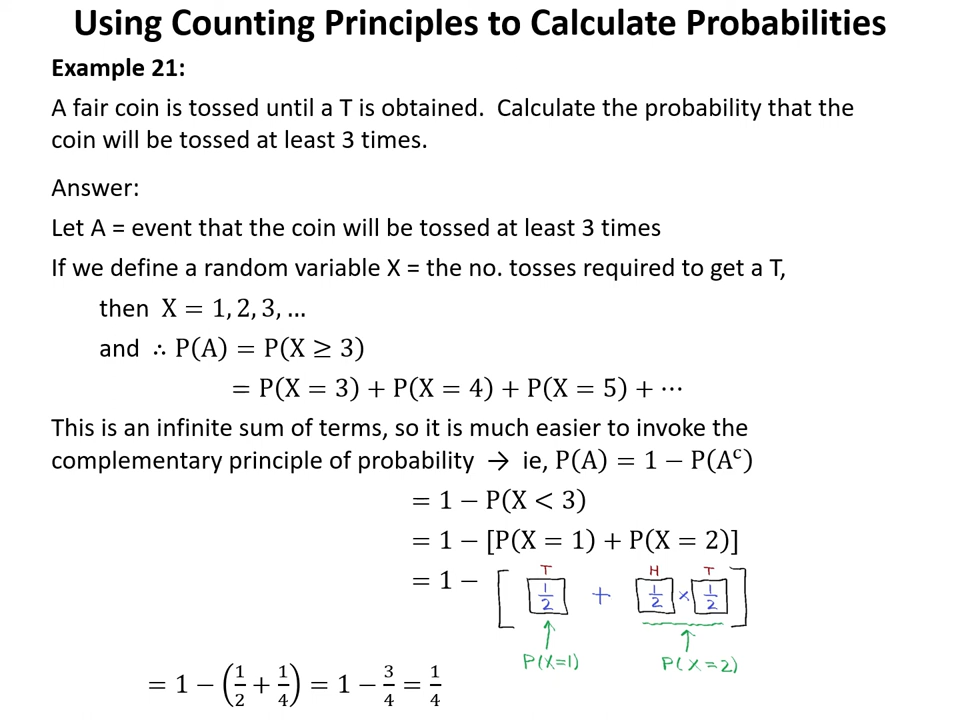 Using Counting Principles to Calculate Probabilities
Example 21:
A fair coin is tossed until a T is obtained. Calculate the probability that the
coin will be tossed at least 3 times.
Answer:
Let A = event that the coin will be tossed at least 3 times
If we define a random variable X = the no. tosses required to get a T,
then X = 1, 2, 3, …
and ∴ P(A) = P(X ≥ 3)
= P(X = 3) + P(X = 4) + P(X = 5) + ⋯
This is an infinite sum of terms, so it is much easier to invoke the
complementary principle of probability → ie, P(A) = 1 − P(Aᶜ)
= 1 − P(X < 3)
= 1 − [P(X = 1) + P(X = 2)]
T H T
= 1 − [ 1/2 + 1/2 × 1/2 ]
P(X=1) P(X=2)
= 1 − (1/2 + 1/4) = 1 − 3/4 = 1/4